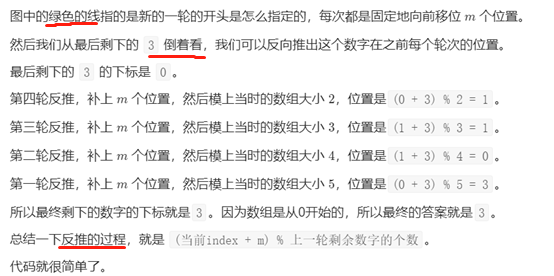 图中的绿色的线指的是新的一轮的开头是怎么指定的，每次都是固定地向前移位 m 个位置。
然后我们从最后剩下的 3 倒着看，我们可以反向推出这个数字在之前每个轮次的位置。
最后剩下的 3 的下标是 0 。
第四轮反推，补上 m 个位置，然后模上当时的数组大小 2，位置是 (0 + 3) % 2 = 1 。
第三轮反推，补上 m 个位置，然后模上当时的数组大小 3，位置是 (1 + 3) % 3 = 1 。
第二轮反推，补上 m 个位置，然后模上当时的数组大小 4，位置是 (1 + 3) % 4 = 0 。
第一轮反推，补上 m 个位置，然后模上当时的数组大小 5，位置是 (0 + 3) % 5 = 3 。
所以最终剩下的数字的下标就是 3 。因为数组是从0开始的，所以最终的答案就是 3 。
总结一下反推的过程，就是 (当前index + m) % 上一轮剩余数字的个数 。
代码就很简单了。